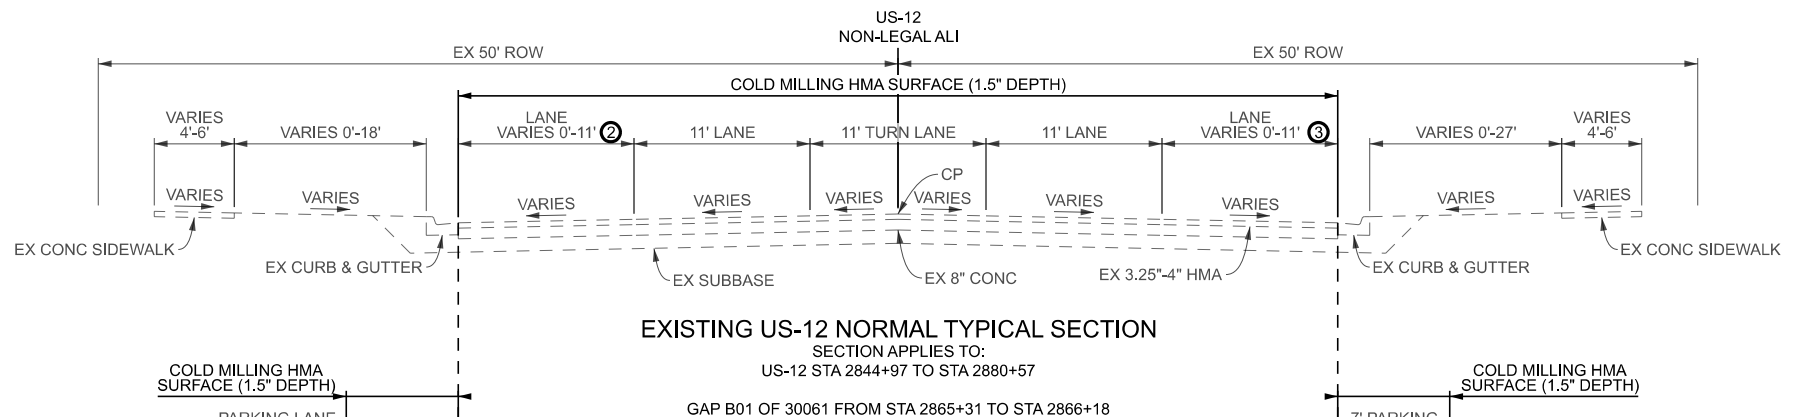 US-12
NON-LEGAL ALI
EX 50' ROW
EX 50' ROW
COLD MILLING HMA SURFACE (1.5" DEPTH)
VARIES
4'-6'
VARIES 0'-18'
LANE
VARIES 0'-11' 2
11' LANE
11' TURN LANE
11' LANE
LANE
VARIES 0'-11' 3
VARIES 0'-27'
VARIES
4'-6'
CP
VARIES
VARIES
VARIES
VARIES
VARIES
VARIES
VARIES
VARIES
VARIES
VARIES
EX CONC SIDEWALK
EX CURB & GUTTER
EX SUBBASE
EX 8" CONC
EX 3.25"-4" HMA
EX CURB & GUTTER
EX CONC SIDEWALK
EXISTING US-12 NORMAL TYPICAL SECTION
SECTION APPLIES TO:
US-12 STA 2844+97 TO STA 2880+57
GAP B01 OF 30061 FROM STA 2865+31 TO STA 2866+18
COLD MILLING HMA
SURFACE (1.5" DEPTH)
PARKING LANE
COLD MILLING HMA
SURFACE (1.5" DEPTH)
7' PARKING